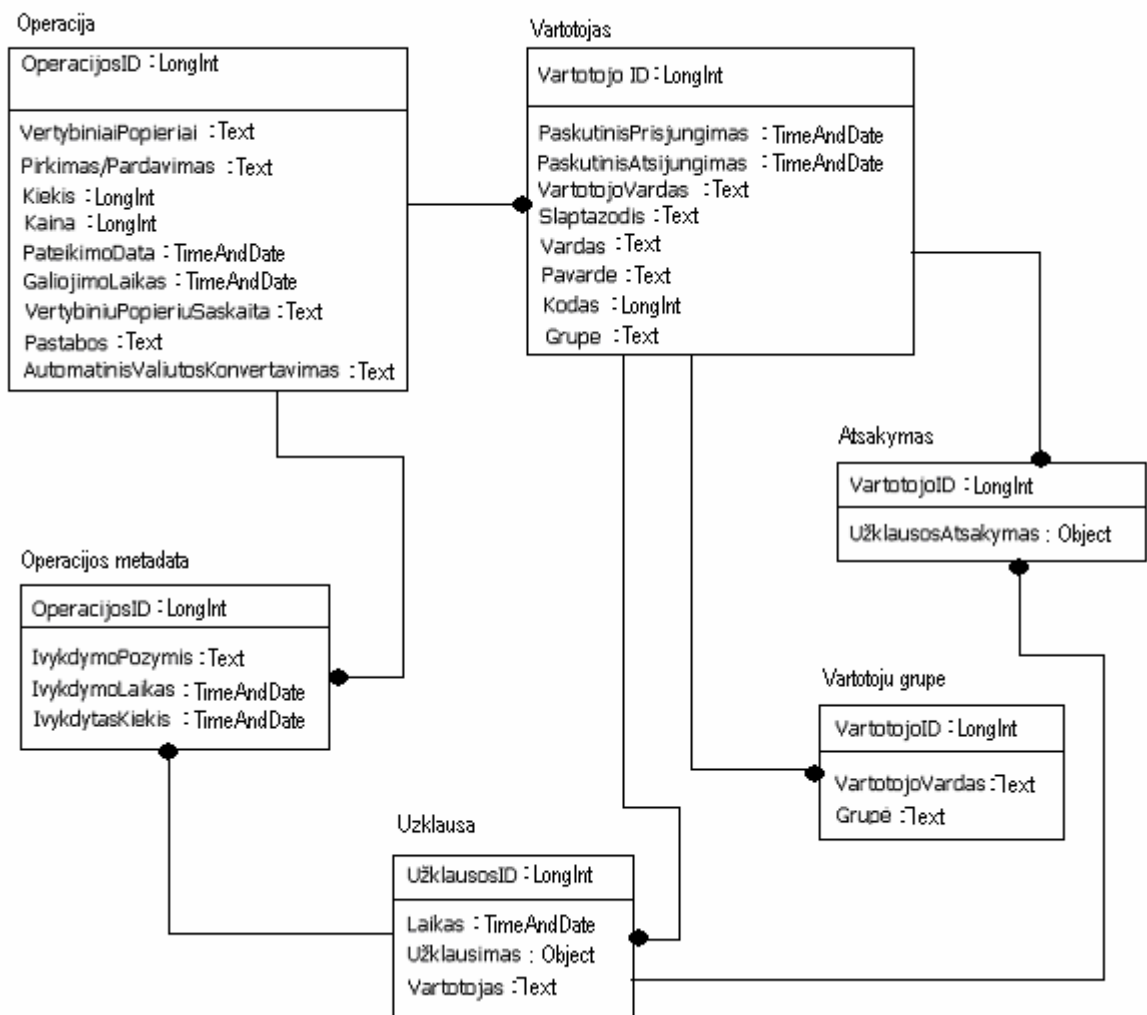 Operacija
OperacijosID : LongInt
VertybiniaiPopieriai : Text
Pirkimas/Pardavimas : Text
Kiekis : LongInt
Kaina : LongInt
PateikimoData : TimeAndDate
GaliojimoLaikas : TimeAndDate
VertybiniuPopieriuSaskaita : Text
Pastabos : Text
AutomatinisValiutosKonvertavimas : Text
Vartotojas
Vartotojo ID : LongInt
PaskutinisPrisjungimas : TimeAndDate
PaskutinisAtsijungimas : TimeAndDate
VartotojoVardas : Text
Slaptazodis : Text
Vardas : Text
Pavarde : Text
Kodas : LongInt
Grupe : Text
Atsakymas
VartotojoID : LongInt
UžklausosAtsakymas : Object
Operacijos metadata
OperacijosID : LongInt
IvykdymoPozymis : Text
IvykdymoLaikas : TimeAndDate
IvykdytasKiekis : TimeAndDate
Vartotoju grupe
VartotojoID : LongInt
VartotojoVardas : Text
Grupė : Text
Uzklausa
UžklausosID : LongInt
Laikas : TimeAndDate
Užklausimas : Object
Vartotojas : Text